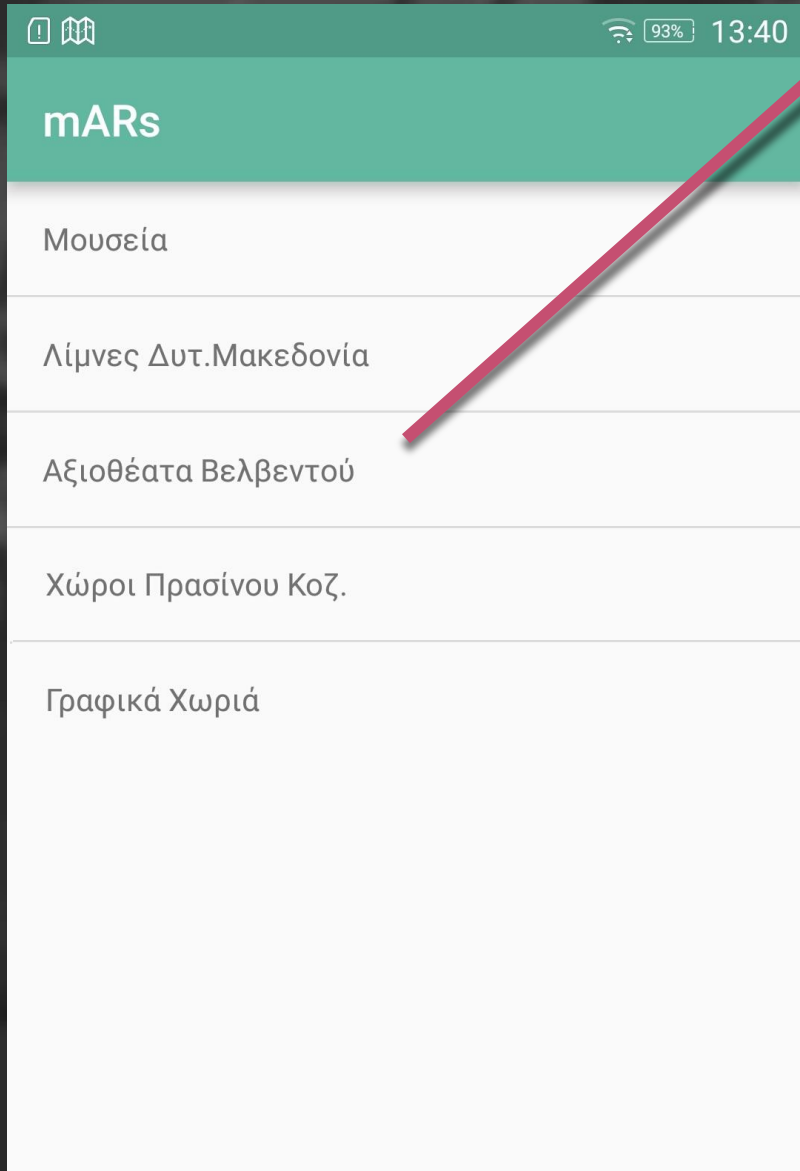 93% 13:40
mARs
Μουσεία
Λίμνες Δυτ.Μακεδονία
Αξιοθέατα Βελβεντού
Χώροι Πρασίνου Κοζ.
Γραφικά Χωριά